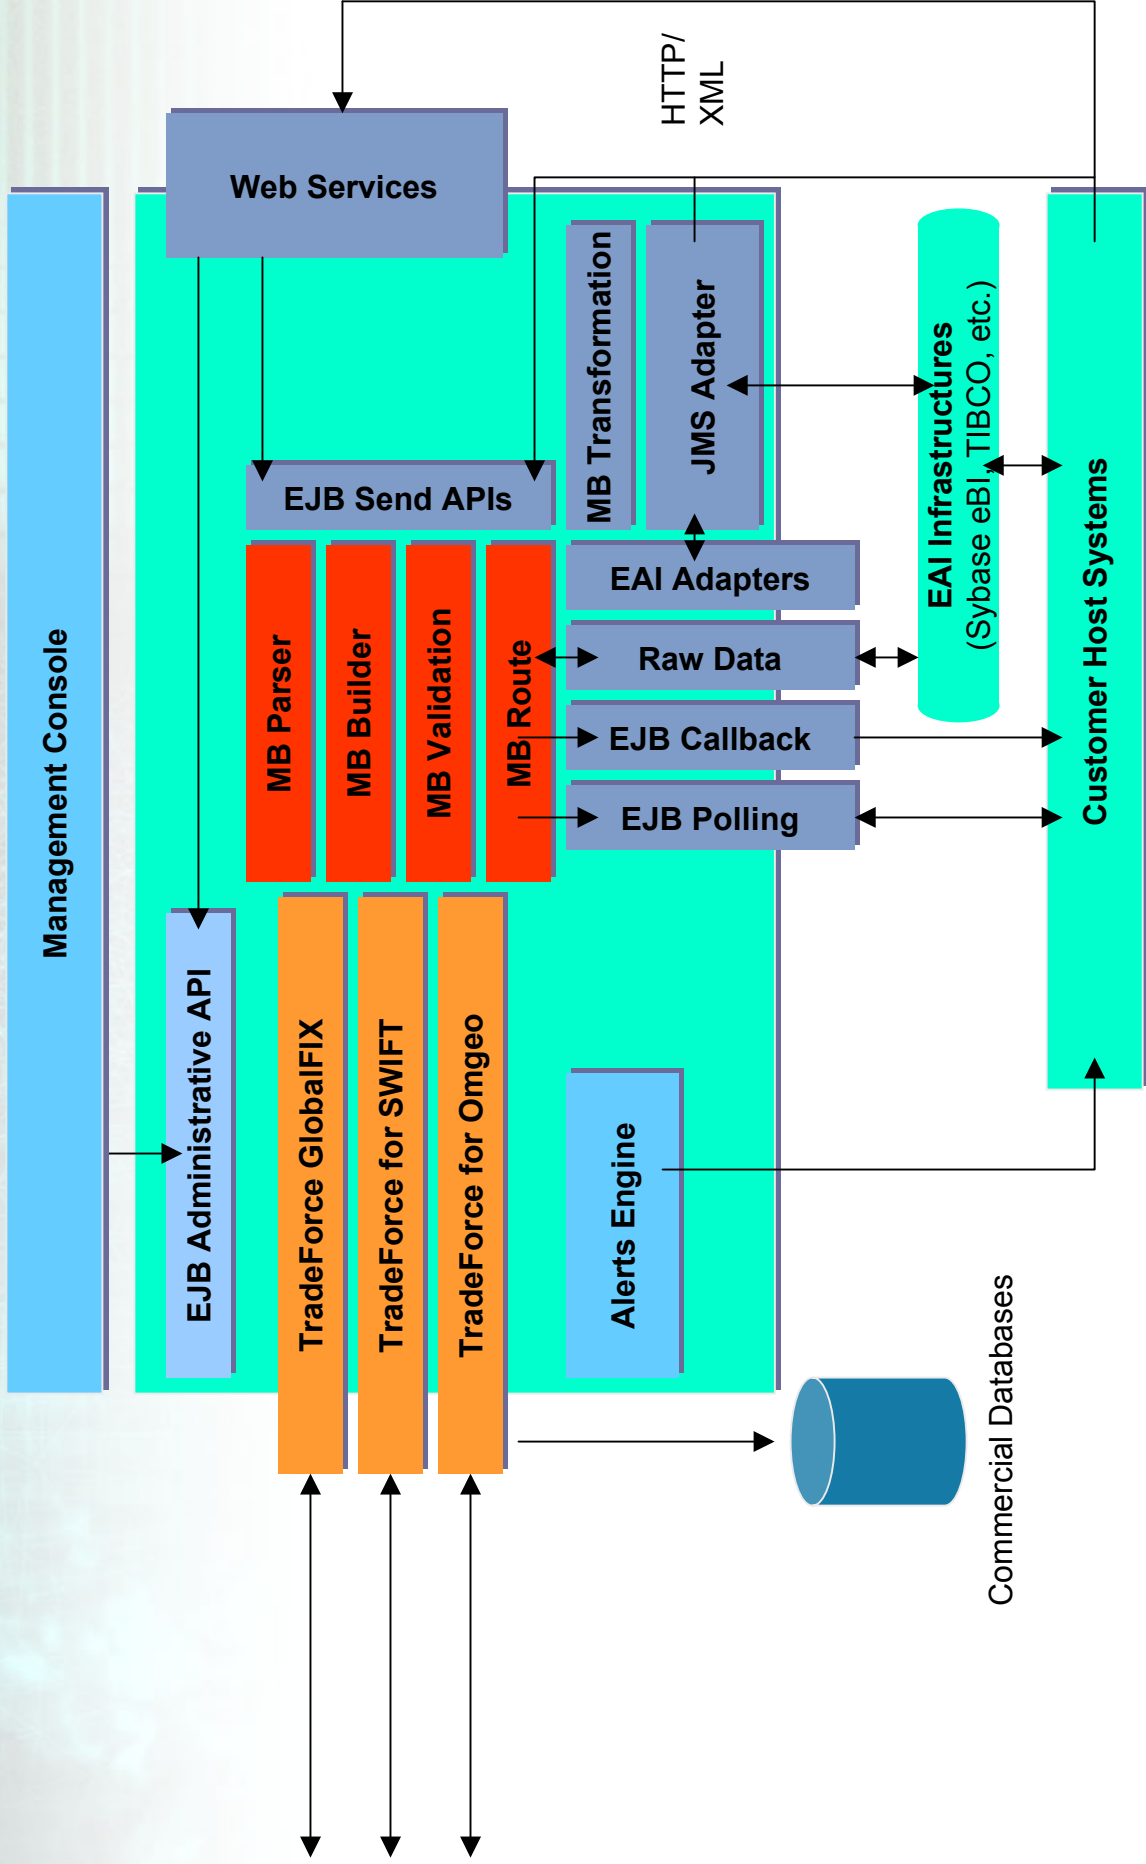 Management Console
EJB Administrative API
Web Services
TradeForce GlobalFIX
TradeForce for SWIFT
TradeForce for Omgeo
MB Parser
MB Builder
MB Validation
MB Route
EJB Send APIs
Alerts Engine
EJB Polling
EJB Callback
Raw Data
EAI Adapters
MB Transformation
JMS Adapter
HTTP/
XML
EAI Infrastructures
(Sybase eBI, TIBCO, etc.)
Commercial Databases
Customer Host Systems